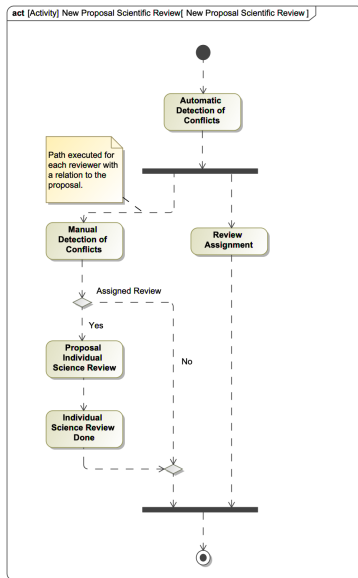 act [Activity] New Proposal Scientific Review[ New Proposal Scientific Review ]
Automatic
Detection of
Conflicts
Path executed for
each reviewer with
a relation to the
proposal.
Manual
Detection of
Conflicts
Review
Assignment
Assigned Review
Yes
Proposal
Individual
Science Review
No
Individual
Science Review
Done